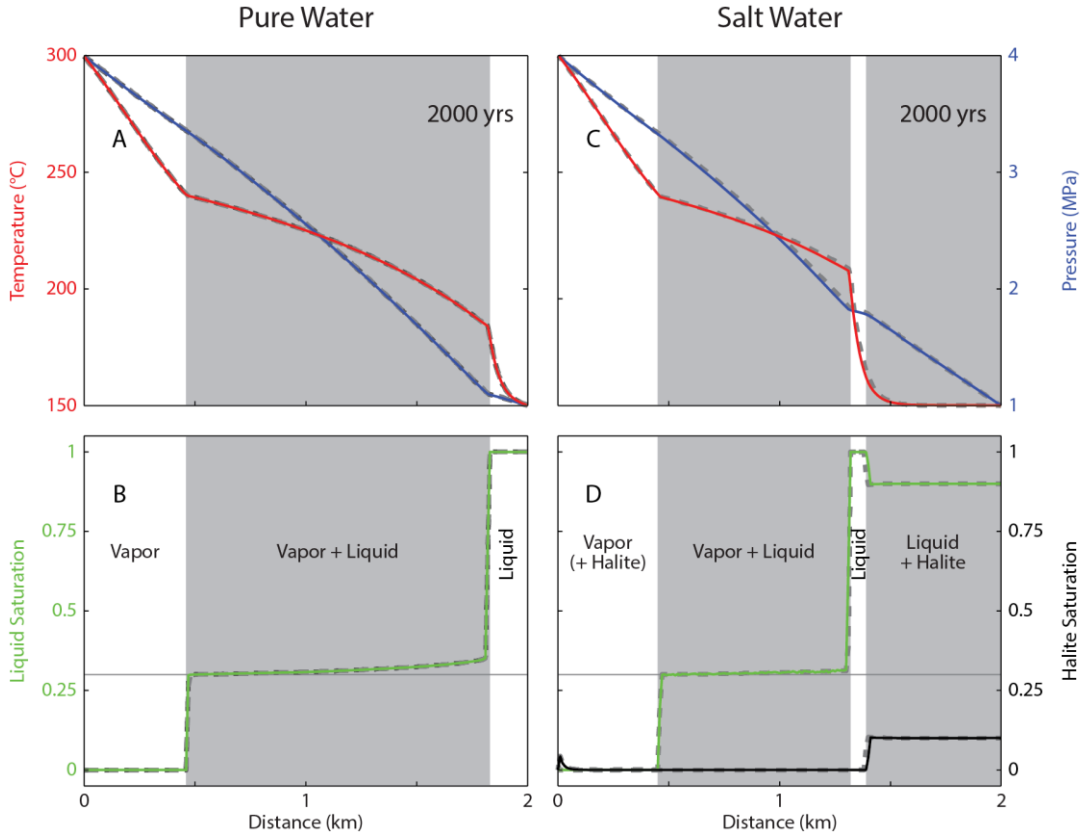 Pure Water
Salt Water
300
250
200
150
Temperature (°C)
A
2000 yrs
C
2000 yrs
4
3
2
1
Pressure (MPa)
1
0.75
0.5
0.25
0
Liquid Saturation
B
Vapor
Vapor + Liquid
Liquid
D
Vapor
(+ Halite)
Vapor + Liquid
Liquid
Liquid
+ Halite
1
0.75
0.5
0.25
0
Halite Saturation
0
1
2
Distance (km)
0
1
2
Distance (km)